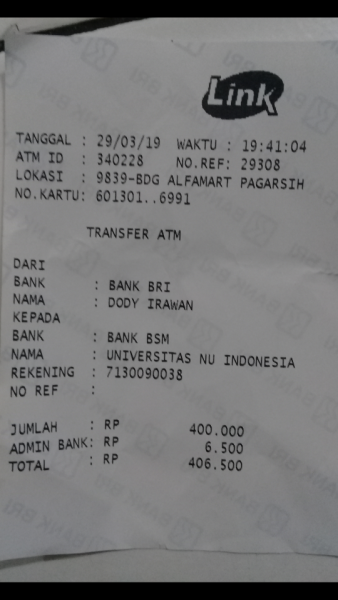 Link
TANGGAL : 29/03/19 WAKTU : 19:41:04
ATM ID : 340228 NO.REF: 29308
LOKASI : 9839-BDG ALFAMART PAGARSIH
NO.KARTU: 601301..6991
TRANSFER ATM
DARI
BANK : BANK BRI
NAMA : DODY IRAWAN
KEPADA
BANK : BANK BSM
NAMA : UNIVERSITAS NU INDONESIA
REKENING : 7130090038
NO REF :
JUMLAH : RP 400.000
ADMIN BANK: RP 6.500
TOTAL : RP 406.500
BANK BRI